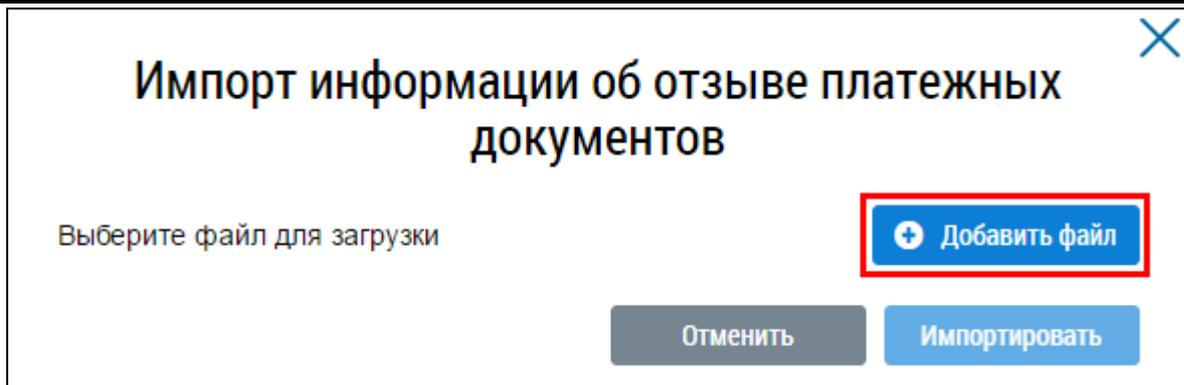 Импорт информации об отзыве платежных
документов
Выберите файл для загрузки
Добавить файл
Отменить
Импортировать